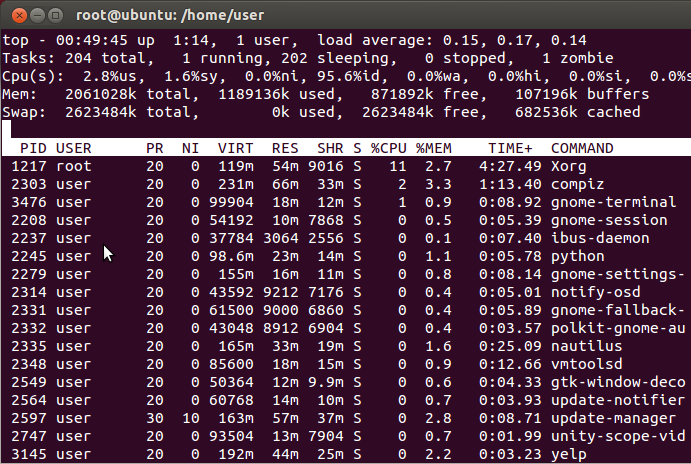 root@ubuntu: /home/user
top - 00:49:45 up  1:14,  1 user,  load average: 0.15, 0.17, 0.14
Tasks: 204 total,   1 running, 202 sleeping,   0 stopped,   1 zombie
Cpu(s):  2.8%us,  1.6%sy,  0.0%ni, 95.6%id,  0.0%wa,  0.0%hi,  0.0%si,  0.0%s
Mem:   2061028k total,  1189136k used,   871892k free,   107196k buffers
Swap:  2623484k total,        0k used,  2623484k free,   682536k cached
  PID USER      PR  NI  VIRT  RES  SHR S %CPU %MEM    TIME+  COMMAND
 1217 root      20   0  119m  54m 9016 S   11  2.7   4:27.49 Xorg
 2303 user      20   0  231m  66m  33m S    2  3.3   1:13.40 compiz
 3476 user      20   0 99904  18m  12m S    1  0.9   0:08.92 gnome-terminal
 2208 user      20   0 54192  10m 7868 S    0  0.5   0:05.39 gnome-session
 2237 user      20   0 37784 3064 2556 S    0  0.1   0:07.40 ibus-daemon
 2245 user      20   0 98.6m  23m  14m S    0  1.1   0:05.78 python
 2279 user      20   0  155m  16m  11m S    0  0.8   0:08.14 gnome-settings-
 2314 user      20   0 43592 9212 7176 S    0  0.4   0:05.01 notify-osd
 2331 user      20   0 61500 9000 6860 S    0  0.4   0:05.89 gnome-fallback-
 2332 user      20   0 43048 8912 6904 S    0  0.4   0:03.57 polkit-gnome-au
 2335 user      20   0  165m  33m  19m S    0  1.6   0:25.09 nautilus
 2348 user      20   0 85600  18m  15m S    0  0.9   0:12.66 vmtoolsd
 2549 user      20   0 50364  12m 9.9m S    0  0.6   0:04.33 gtk-window-deco
 2564 user      20   0 60768  14m  10m S    0  0.7   0:03.93 update-notifier
 2597 user      30  10  163m  57m  37m S    0  2.8   0:08.71 update-manager
 2747 user      20   0 93504  13m 7904 S    0  0.7   0:01.99 unity-scope-vid
 3145 user      20   0  192m  44m  25m S    0  2.2   0:03.23 yelp